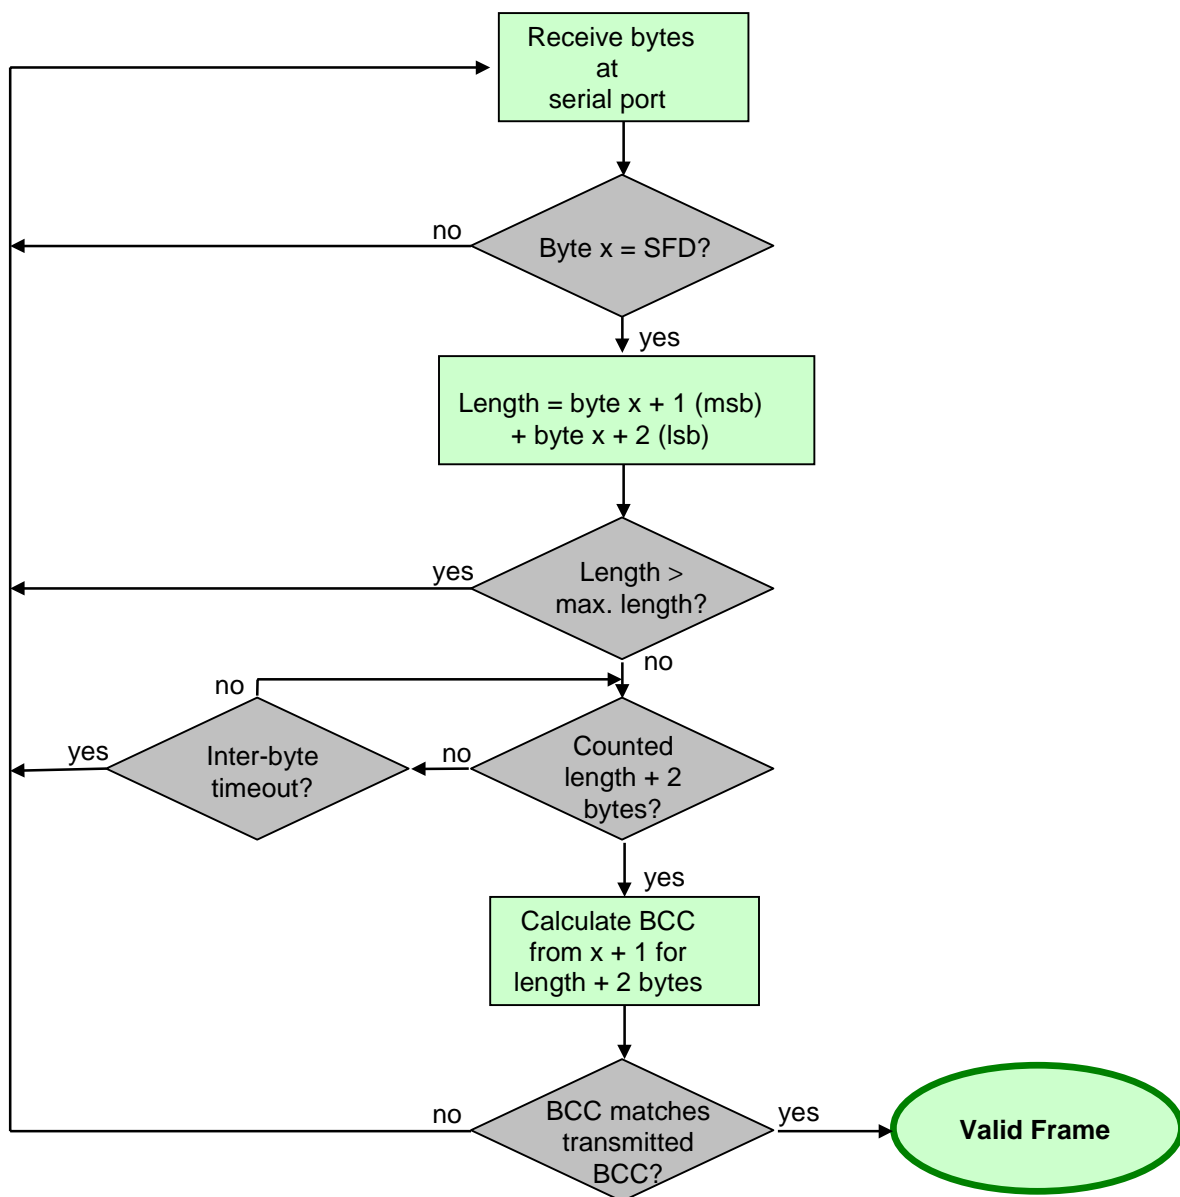 Receive bytes
at
serial port
no
Byte x = SFD?
yes
Length = byte x + 1 (msb)
+ byte x + 2 (lsb)
yes
Length >
max. length?
no
no
yes
Inter-byte
timeout?
no
Counted
length + 2
bytes?
yes
Calculate BCC
from x + 1 for
length + 2 bytes
no
BCC matches
transmitted
BCC?
yes
Valid Frame